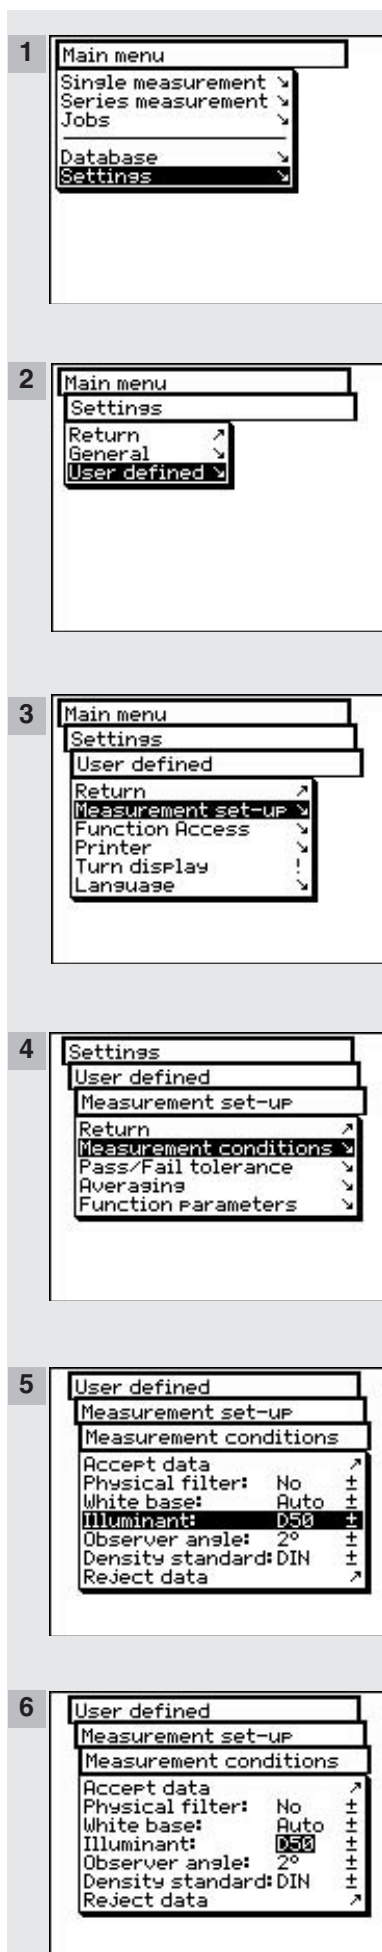 1
Main menu
Single measurement ↘
Series measurement ↘
Jobs ↘
Database ↘
Settings ↘
2
Main menu
Settings
Return ↗
General ↘
User defined ↘
3
Main menu
Settings
User defined
Return ↗
Measurement set-up ↘
Function Access ↘
Printer ↘
Turn display !
Language ↘
4
Settings
User defined
Measurement set-up
Return ↗
Measurement conditions ↘
Pass/Fail tolerance ↘
Averaging ↘
Function parameters ↘
5
User defined
Measurement set-up
Measurement conditions
Accept data ↗
Physical filter: No ±
White base: Auto ±
Illuminant: D50 ±
Observer angle: 2° ±
Density standard: DIN ±
Reject data ↗
6
User defined
Measurement set-up
Measurement conditions
Accept data ↗
Physical filter: No ±
White base: Auto ±
Illuminant: D50 ±
Observer angle: 2° ±
Density standard: DIN ±
Reject data ↗